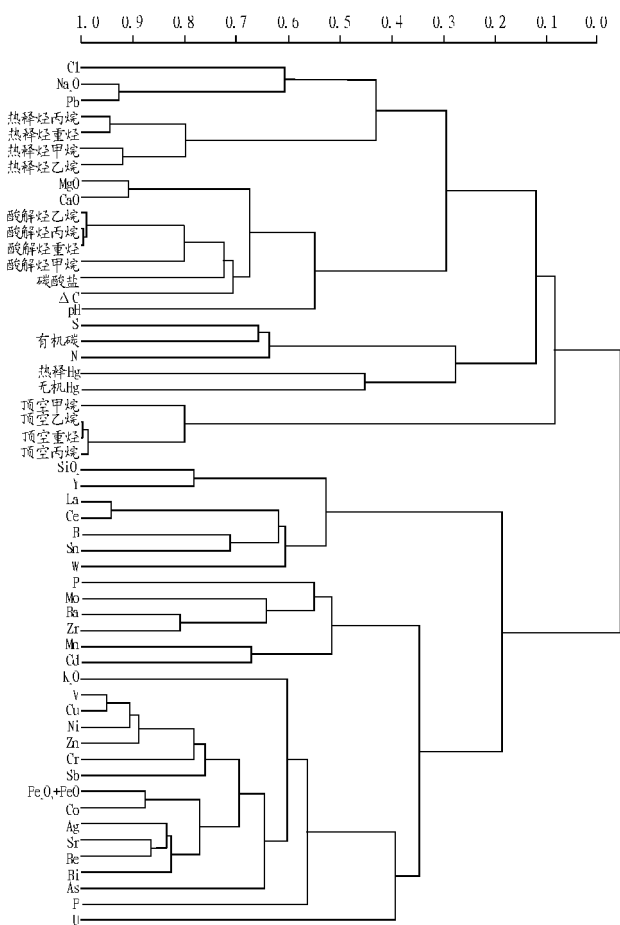 1.0 0.9 0.8 0.7 0.6 0.5 0.4 0.3 0.2 0.1 0.0
Cl
Na₂O
Pb
热释烃丙烷
热释烃重烃
热释烃甲烷
热释烃乙烷
MgO
CaO
酸解烃乙烷
酸解烃丙烷
酸解烃重烃
酸解烃甲烷
碳酸盐
ΔC
pH
S
有机碳
N
热释Hg
无机Hg
顶空甲烷
顶空乙烷
顶空重烃
顶空丙烷
SiO₂
Y
La
Ce
B
Sn
W
P
Mo
Ba
Zr
Mn
Cd
K₂O
V
Cu
Ni
Zn
Cr
Sb
Fe₂O₃+FeO
Co
Ag
Sr
Be
Bi
As
P
U